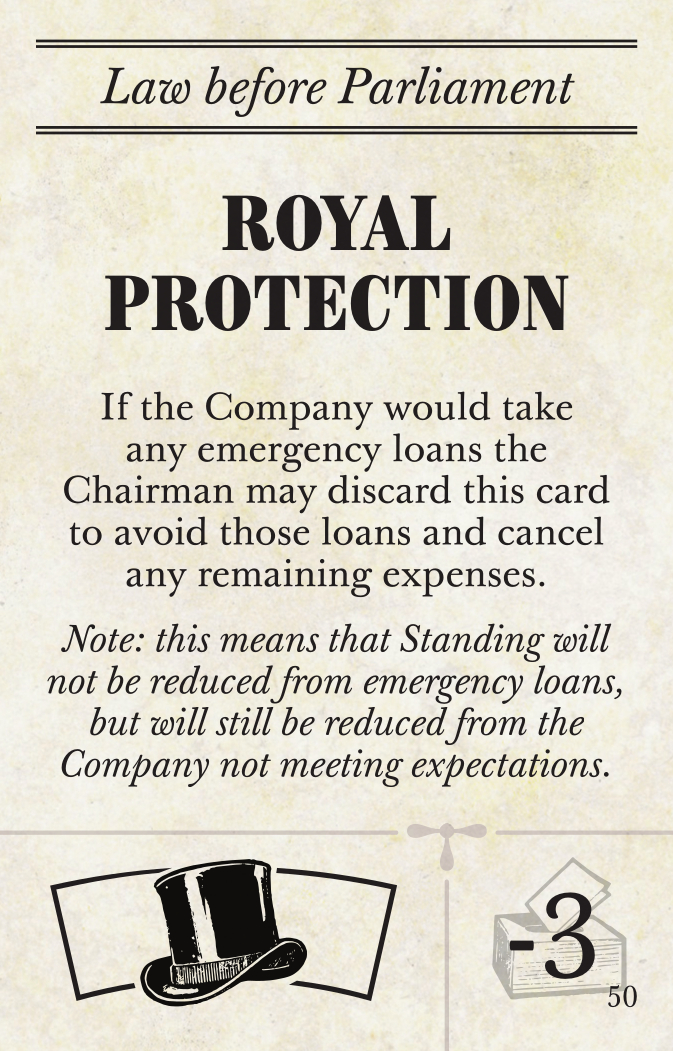 Law before Parliament
ROYAL
PROTECTION
If the Company would take
any emergency loans the
Chairman may discard this card
to avoid those loans and cancel
any remaining expenses.
Note: this means that Standing will
not be reduced from emergency loans,
but will still be reduced from the
Company not meeting expectations.
-3
50